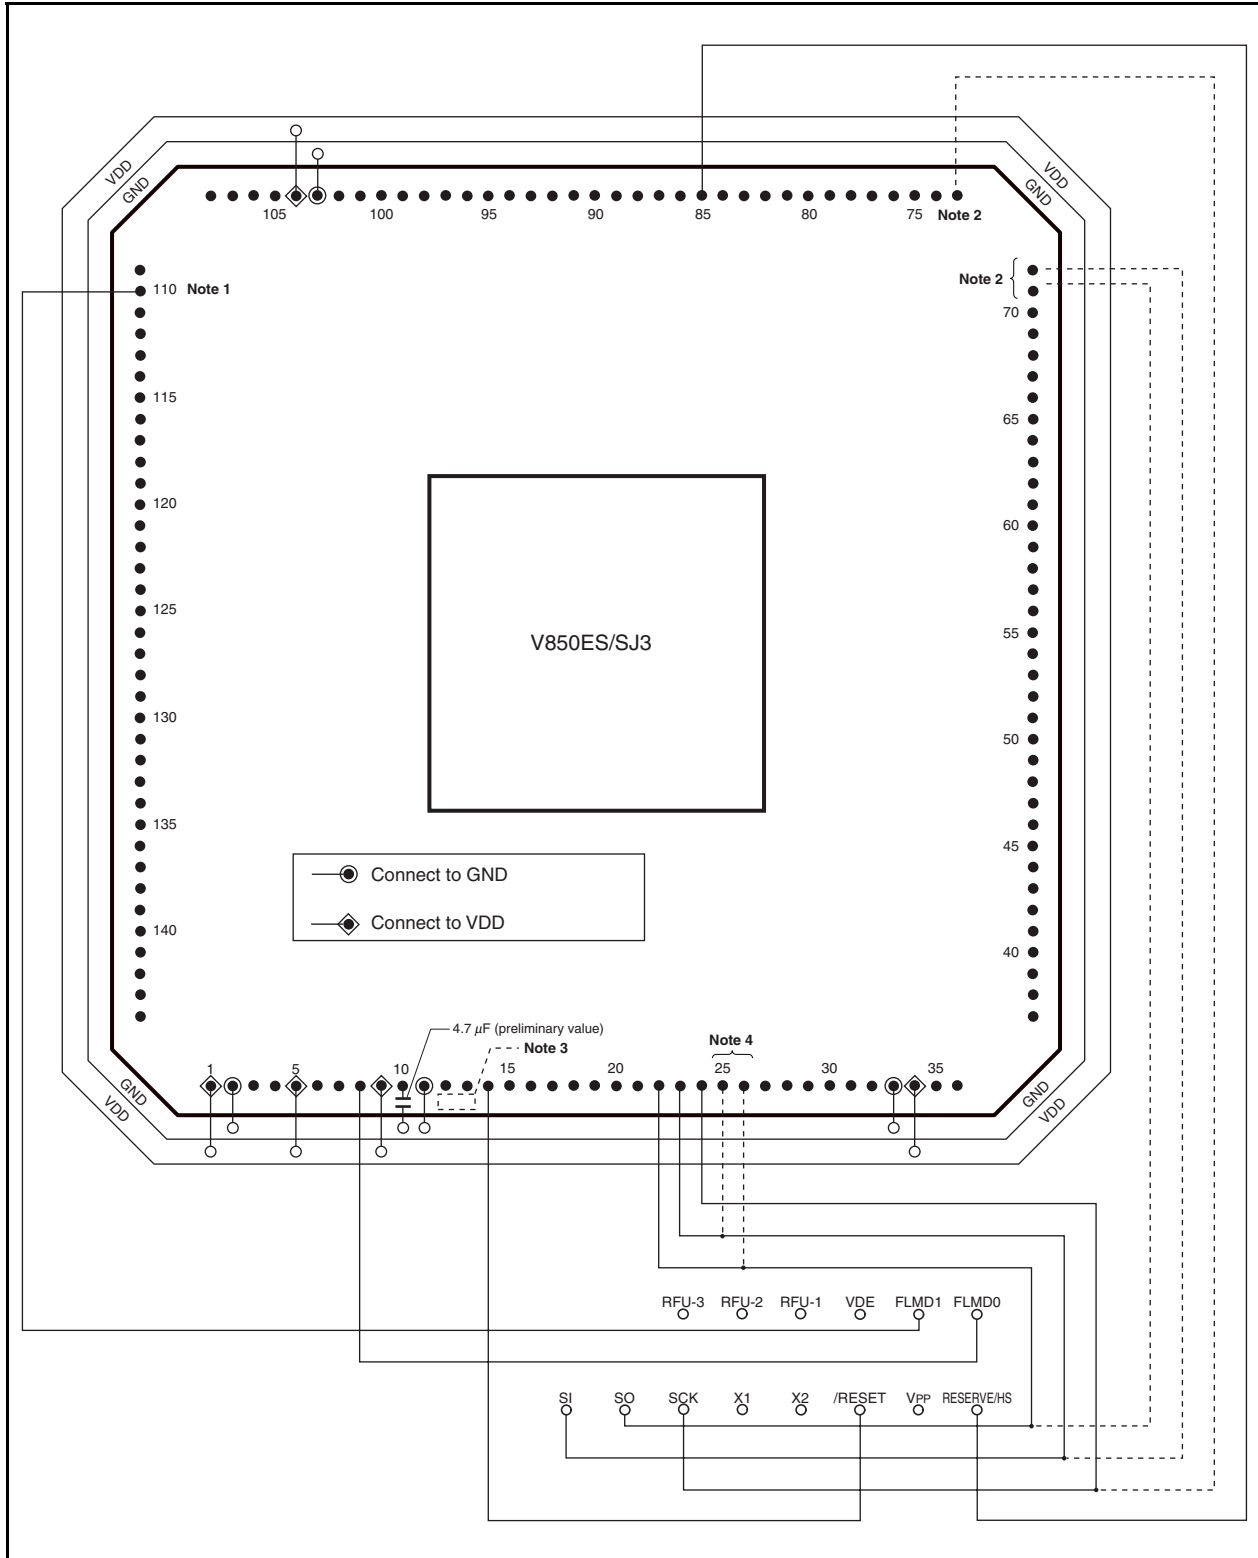 VDD
GND
VDD
GND
105
100
95
90
85
80
75
Note 2
110 Note 1
Note 2
70
115
65
120
60
125
55
V850ES/SJ3
130
50
135
45
Connect to GND
Connect to VDD
140
40
4.7 µF (preliminary value)
Note 3
Note 4
1
5
10
15
20
25
30
35
GND
VDD
GND
VDD
RFU-3
RFU-2
RFU-1
VDE
FLMD1
FLMD0
SI
SO
SCK
X1
X2
/RESET
VPP
RESERVE/HS